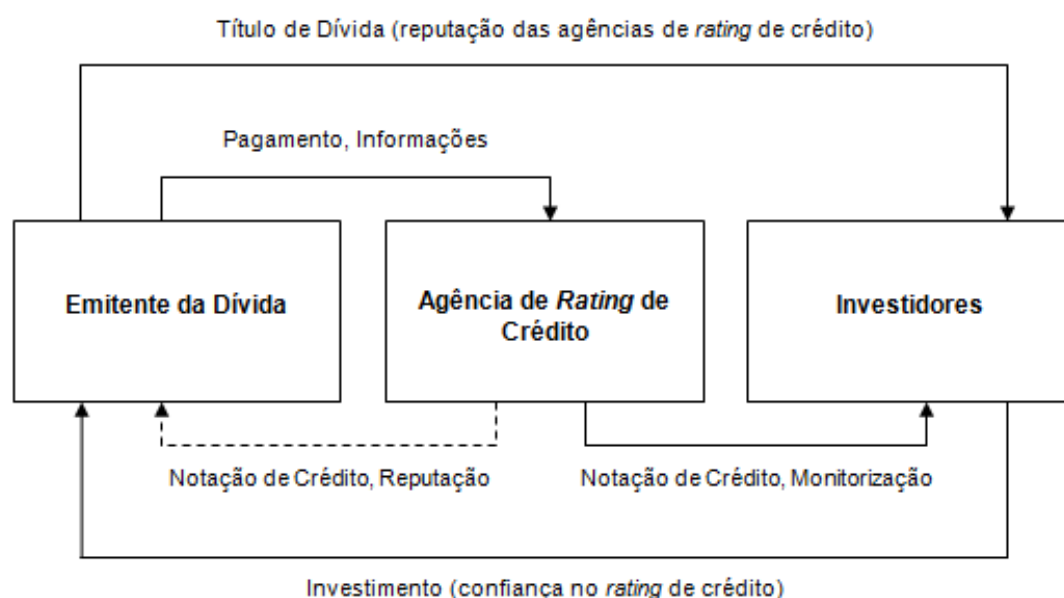 Título de Dívida (reputação das agências de rating de crédito)
Pagamento, Informações
Emitente da Dívida
Agência de Rating de
Crédito
Investidores
Notação de Crédito, Reputação
Notação de Crédito, Monitorização
Investimento (confiança no rating de crédito)